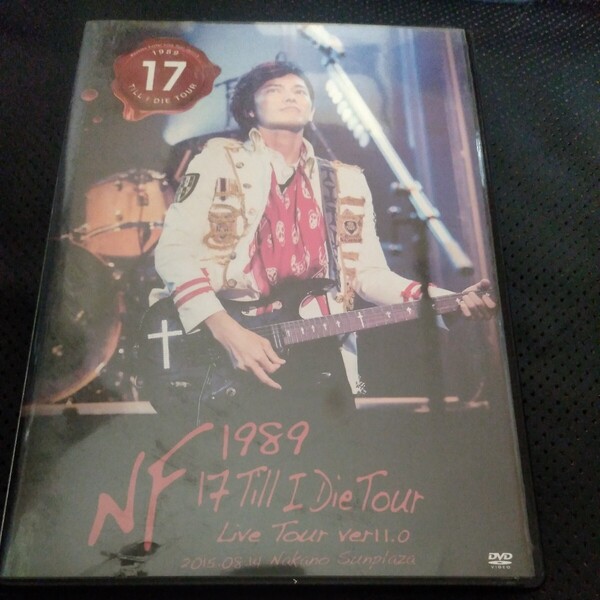 1989
17
TILL I DIE TOUR
NF
1989
17 Till I Die Tour
Live Tour ver11.0
2015-08-14 Nakano Sunplaza
DVD
VIDEO